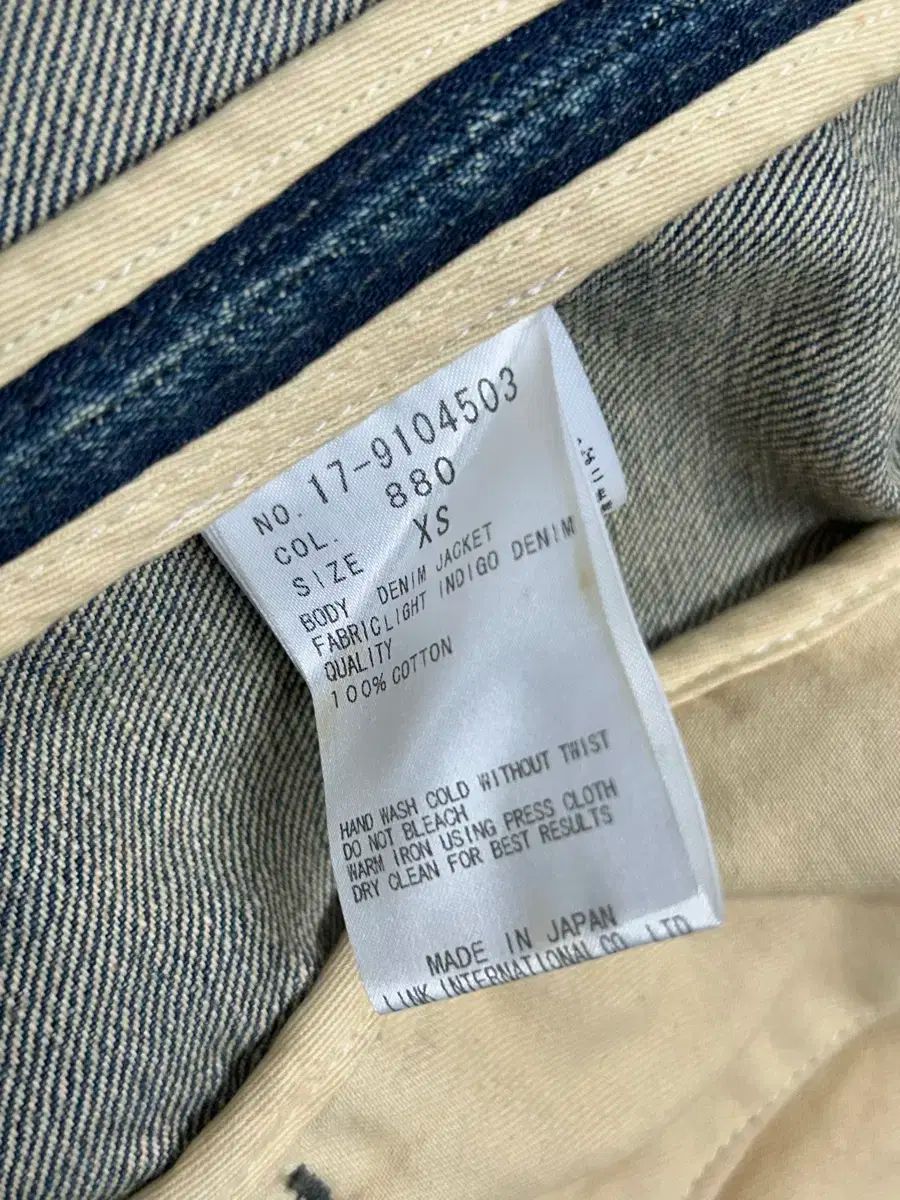 NO. 17-9104503
COL. 880
SIZE XS
BODY DENIM JACKET
FABRIC LIGHT INDIGO DENIM
QUALITY
100% COTTON
HAND WASH COLD WITHOUT TWIST
DO NOT BLEACH
WARM IRON USING PRESS CLOTH
DRY CLEAN FOR BEST RESULTS
MADE IN JAPAN
LINK INTERNATIONAL CO. LTD